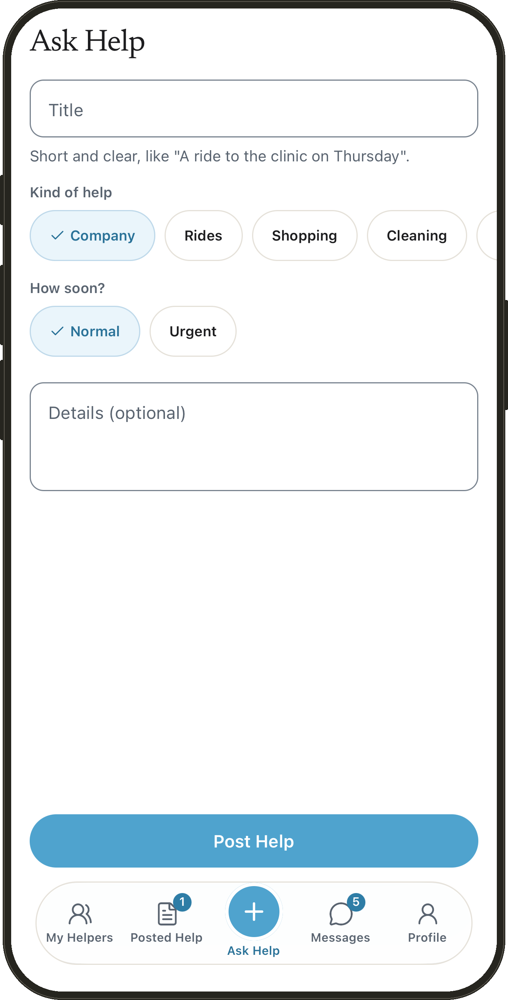 Ask Help
Title
Short and clear, like "A ride to the clinic on Thursday".
Kind of help
Company Rides Shopping Cleaning
How soon?
Normal Urgent
Details (optional)
Post Help
1 5
My Helpers Posted Help Messages Profile
Ask Help